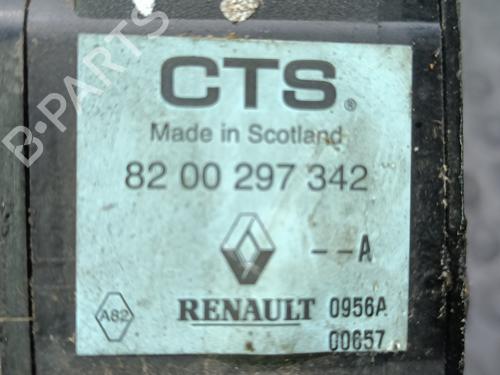 CTS®
Made in Scotland
82 00 297 342
--A
A82
RENAULT 0956A
00657
B-PARTS